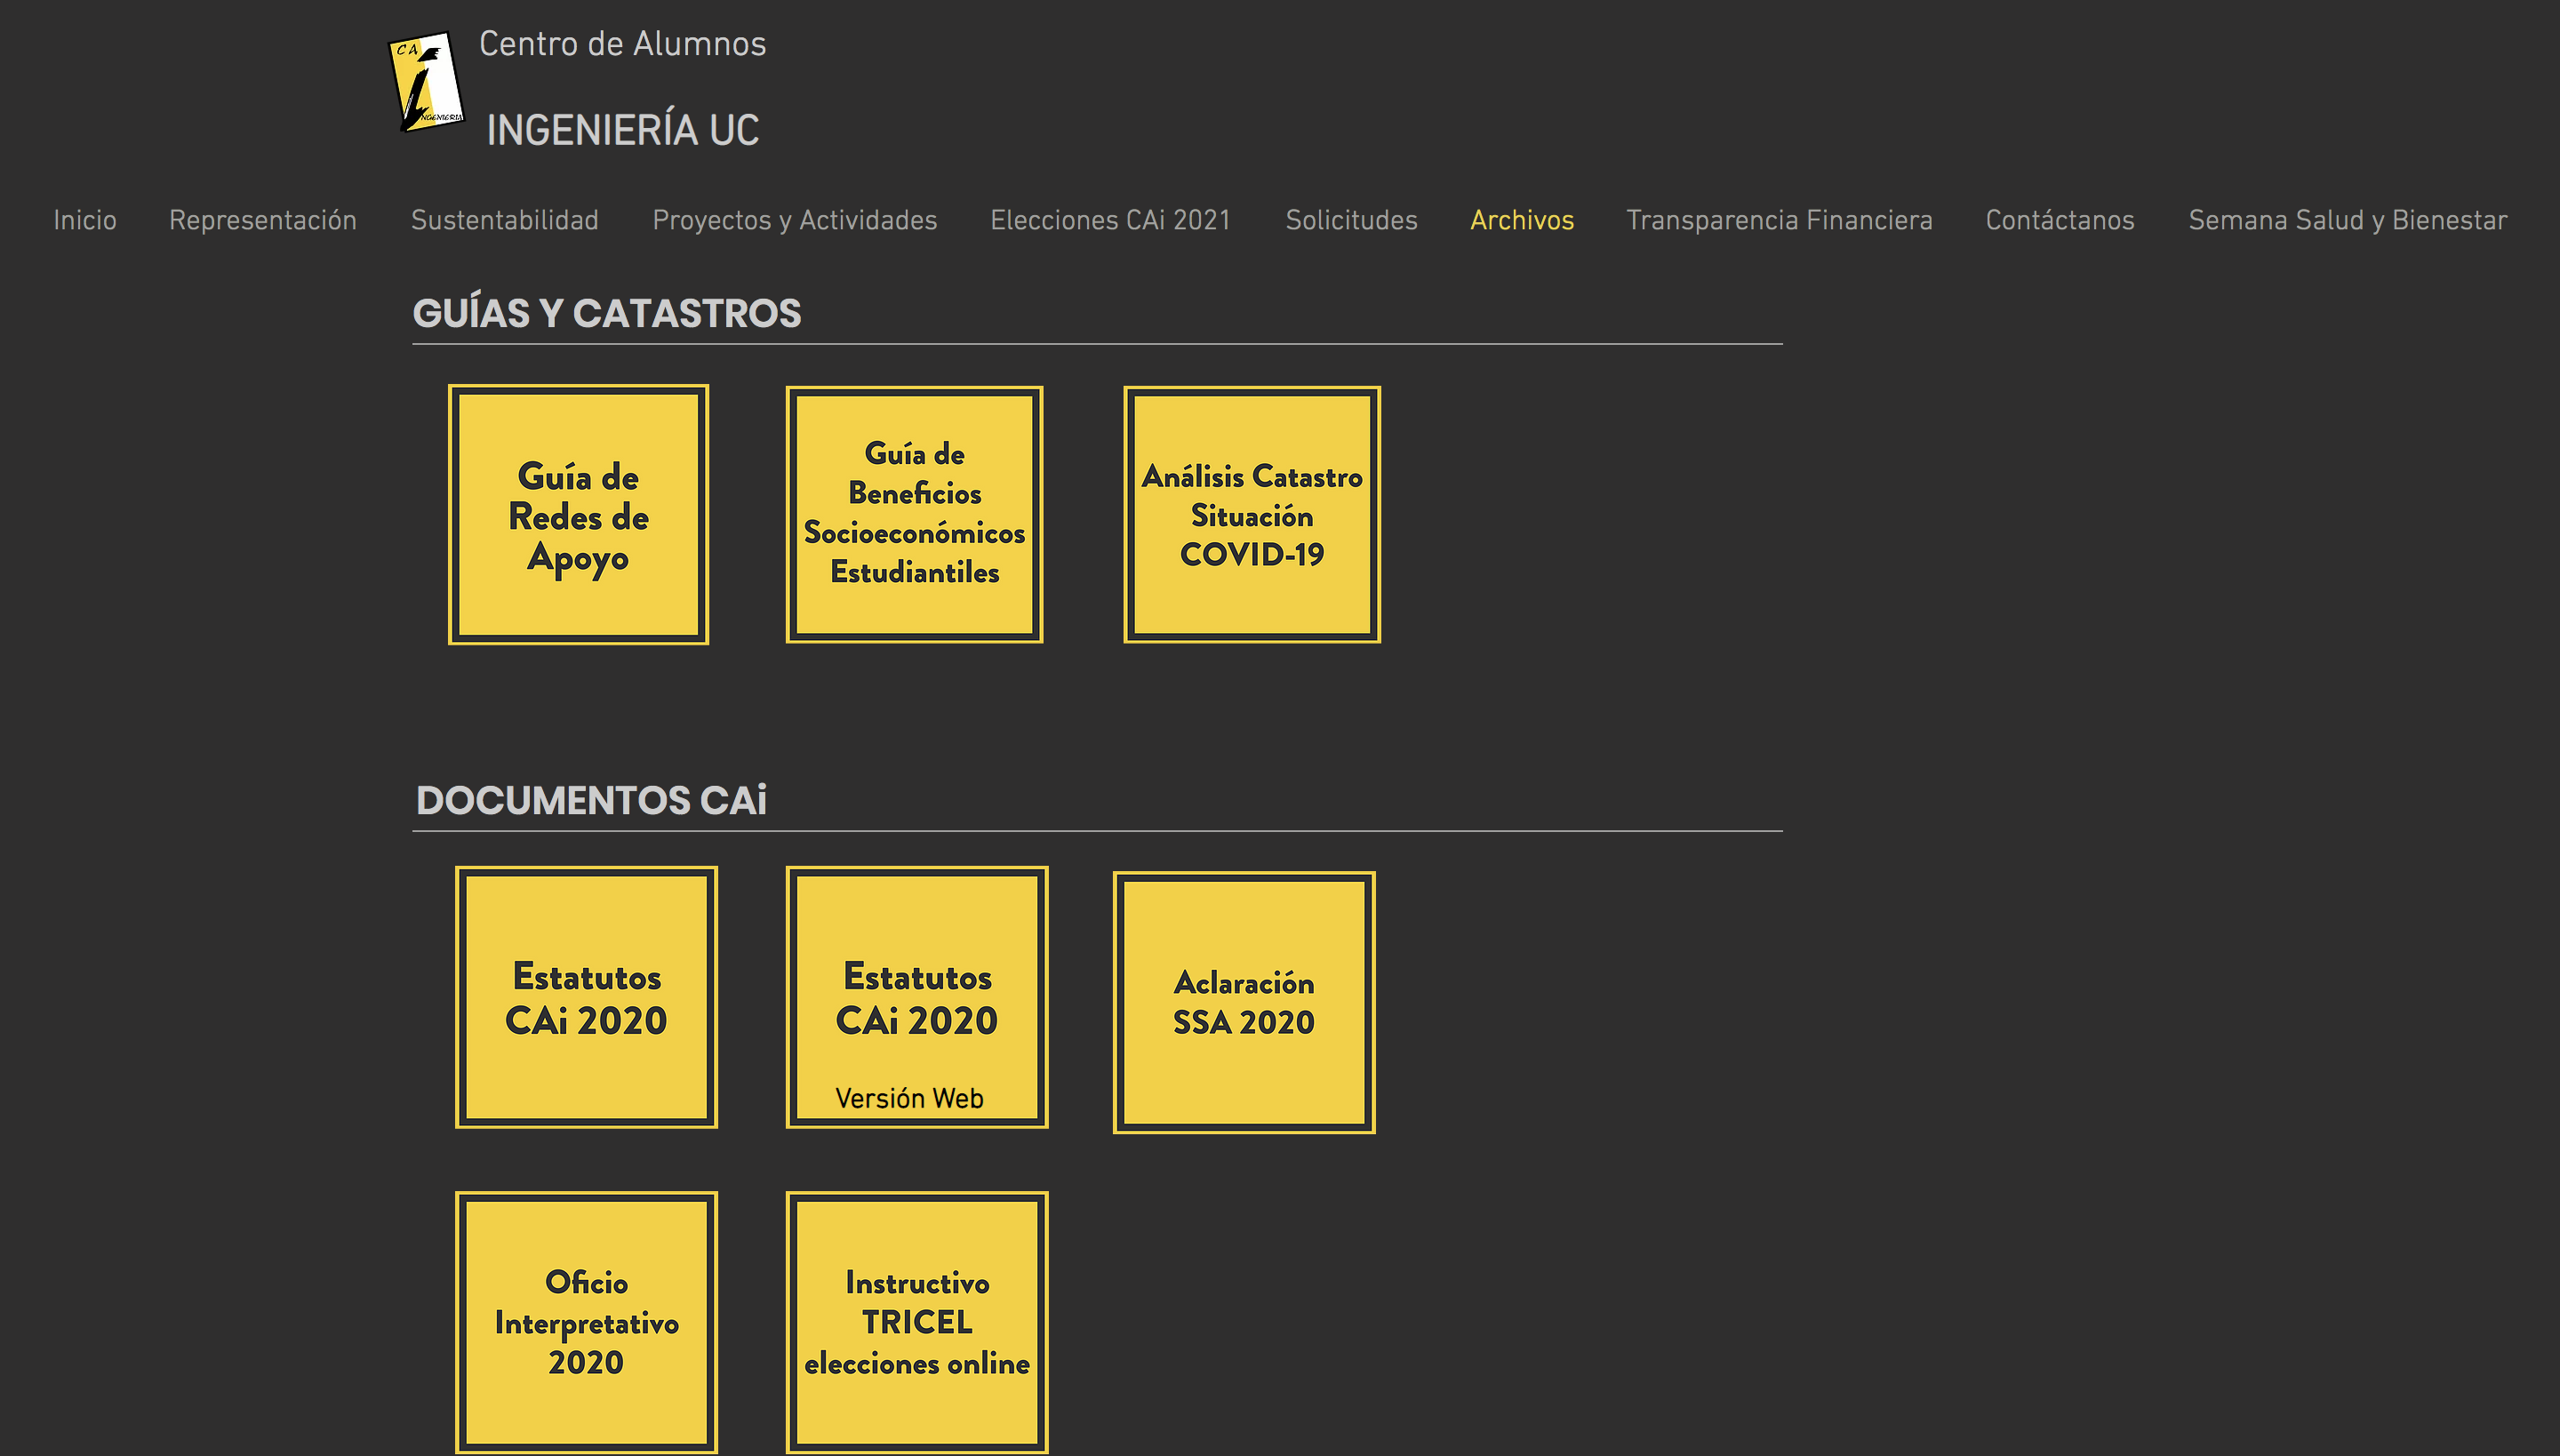 CAi
INGENIERIA
Centro de Alumnos
INGENIERÍA UC
Inicio Representación Sustentabilidad Proyectos y Actividades Elecciones CAi 2021 Solicitudes Archivos Transparencia Financiera Contáctanos Semana Salud y Bienestar
GUÍAS Y CATASTROS
Guía de
Redes de
Apoyo
Guía de
Beneficios
Socioeconómicos
Estudiantiles
Análisis Catastro
Situación
COVID-19
DOCUMENTOS CAi
Estatutos
CAi 2020
Estatutos
CAi 2020
Versión Web
Aclaración
SSA 2020
Oficio
Interpretativo
2020
Instructivo
TRICEL
elecciones online